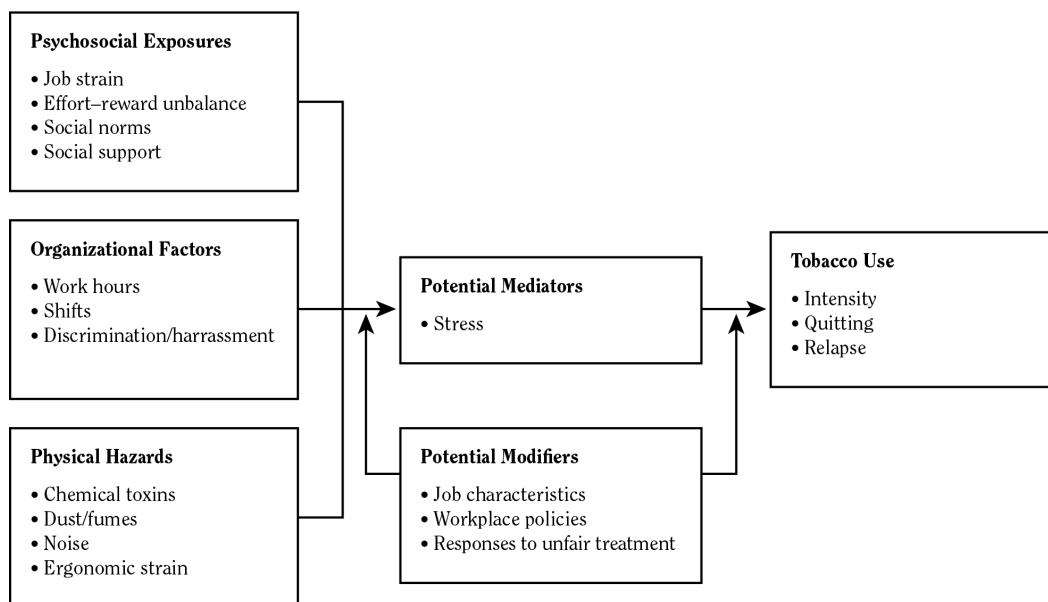 Psychosocial Exposures
• Job strain
• Effort–reward unbalance
• Social norms
• Social support
Organizational Factors
• Work hours
• Shifts
• Discrimination/harrassment
Physical Hazards
• Chemical toxins
• Dust/fumes
• Noise
• Ergonomic strain
Potential Mediators
• Stress
Potential Modifiers
• Job characteristics
• Workplace policies
• Responses to unfair treatment
Tobacco Use
• Intensity
• Quitting
• Relapse